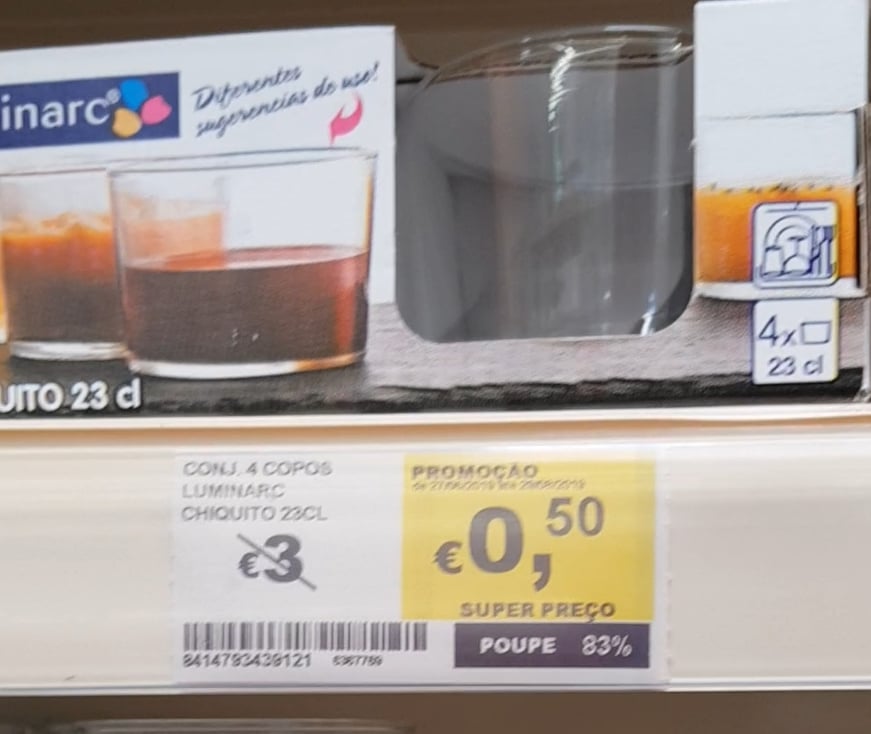 inarc®
Diferentes
sugerencias de uso!
UITO 23 cl
4x
23 cl
CONJ. 4 COPOS
LUMINARC
CHIQUITO 23CL
€3
PROMOÇÃO
€0,50
SUPER PREÇO
POUPE 83%
8414793439121 6367769